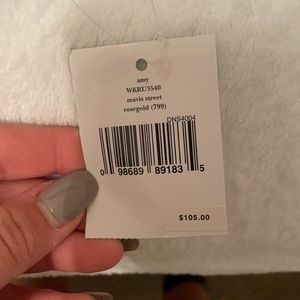 amy
WKRU3540
mavis street
rosegold (799)
DNS4004
0 98689 89183 5
$105.00